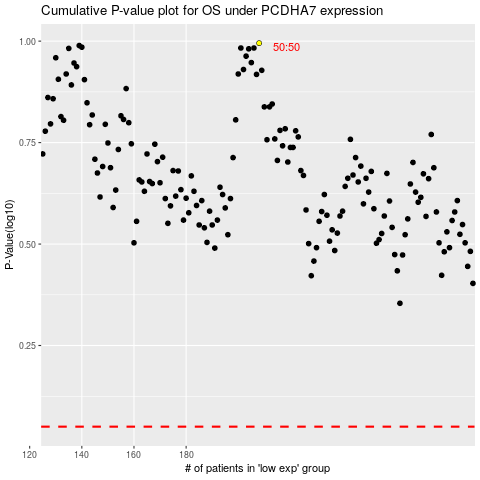 Cumulative P-value plot for OS under PCDHA7 expression
P-Value(log10)
1.00
0.75
0.50
0.25
50:50
120 140 160 180
# of patients in 'low exp' group